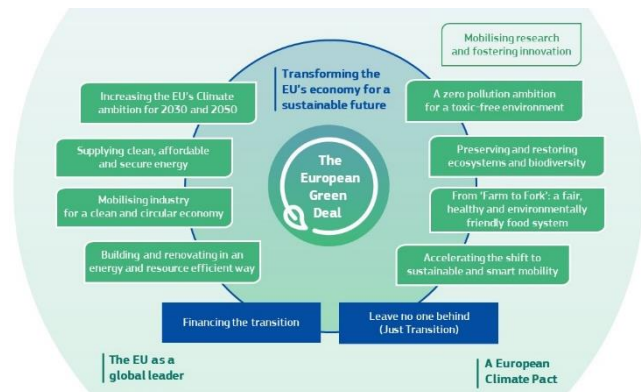 Mobilising research
and fostering innovation
Transforming the
EU's economy for a
sustainable future
Increasing the EU's Climate
ambition for 2030 and 2050
A zero pollution ambition
for a toxic-free environment
Supplying clean, affordable
and secure energy
Preserving and restoring
ecosystems and biodiversity
The
European
Green
Deal
Mobilising industry
for a clean and circular economy
From 'Farm to Fork': a fair,
healthy and environmentally
friendly food system
Building and renovating in an
energy and resource efficient way
Accelerating the shift to
sustainable and smart mobility
Financing the transition
Leave no one behind
(Just Transition)
The EU as a
global leader
A European
Climate Pact